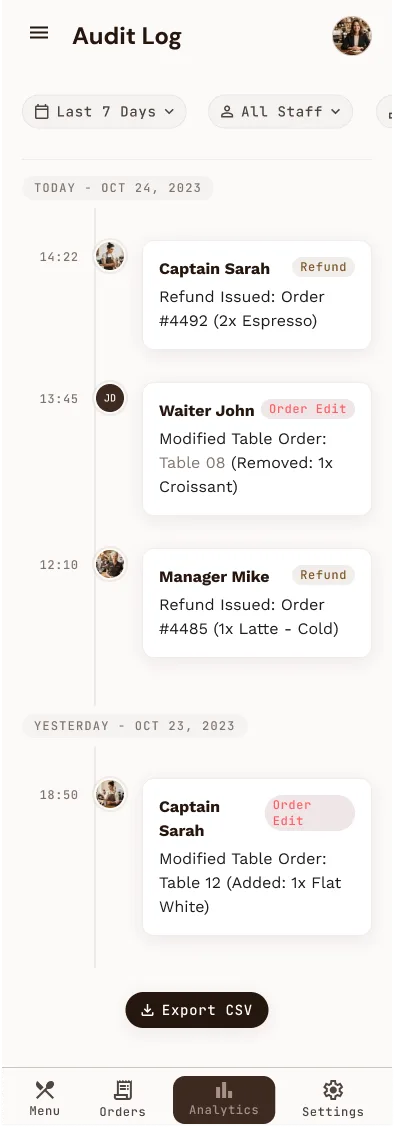 Audit Log
Last 7 Days
All Staff
TODAY - OCT 24, 2023
14:22
Captain Sarah
Refund
Refund Issued: Order
#4492 (2x Espresso)
13:45
JD
Waiter John
Order Edit
Modified Table Order:
Table 08 (Removed: 1x
Croissant)
12:10
Manager Mike
Refund
Refund Issued: Order
#4485 (1x Latte - Cold)
YESTERDAY - OCT 23, 2023
18:50
Captain
Sarah
Order
Edit
Modified Table Order:
Table 12 (Added: 1x Flat
White)
Export CSV
Menu
Orders
Analytics
Settings